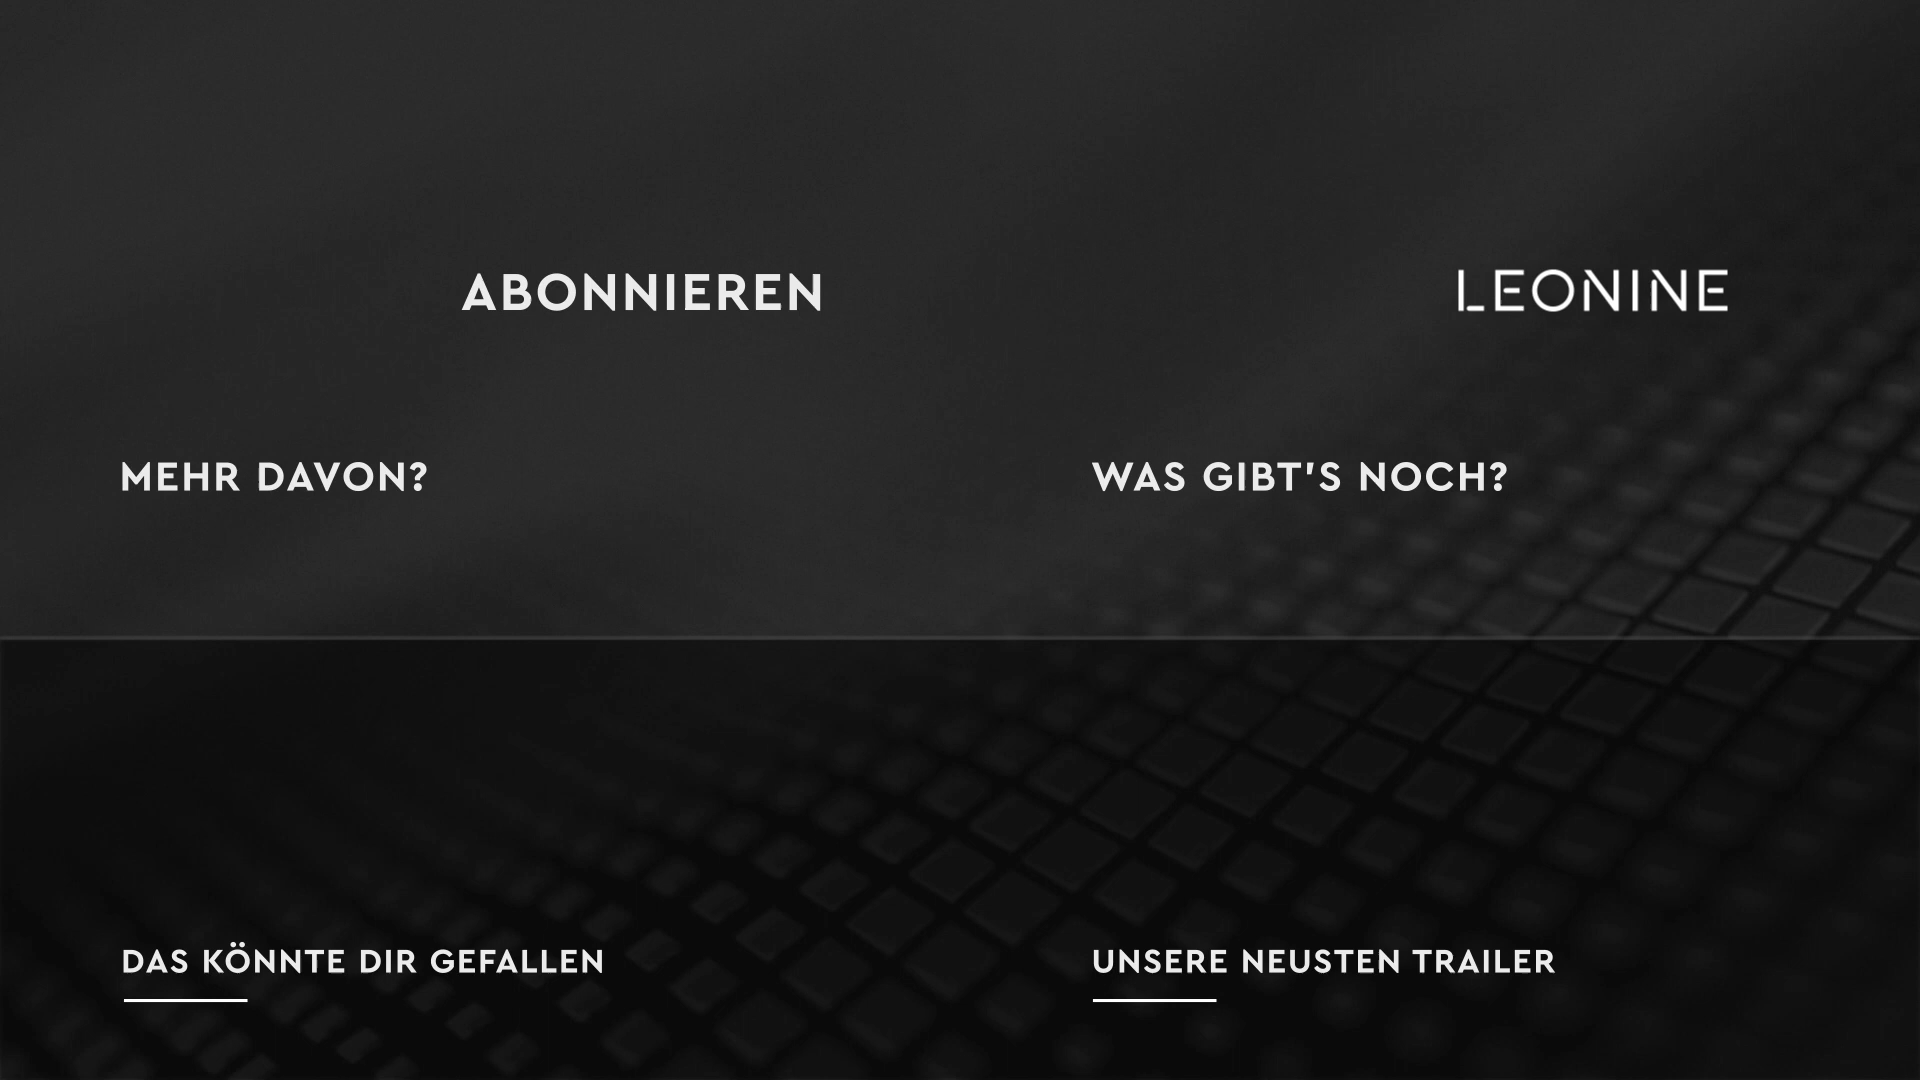 ABONNIEREN
LEONINE
MEHR DAVON?
WAS GIBT'S NOCH?
DAS KÖNNTE DIR GEFALLEN
UNSERE NEUSTEN TRAILER